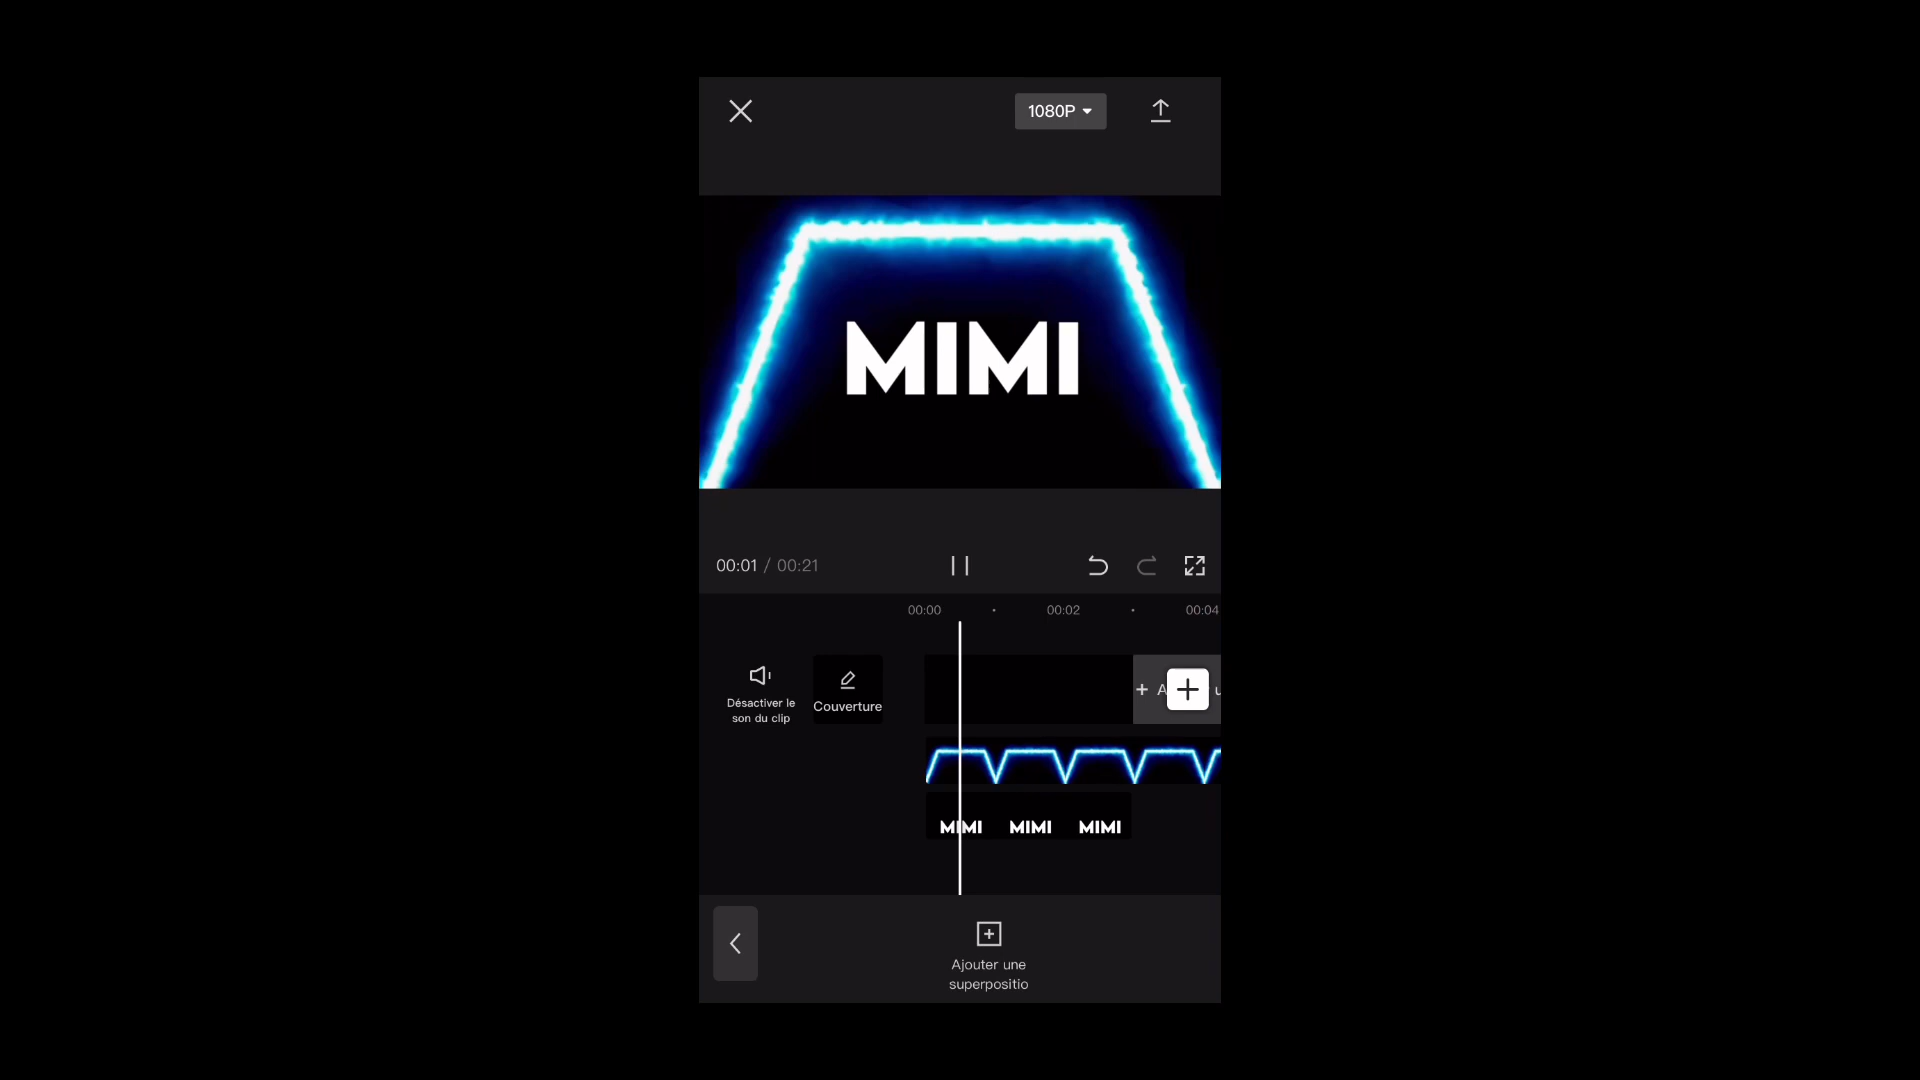 1080P
MIMI
00:01 / 00:21
00:00 00:02 00:04
Désactiver le
son du clip
Couverture
+ A
MIMI MIMI MIMI
Ajouter une
superpositio